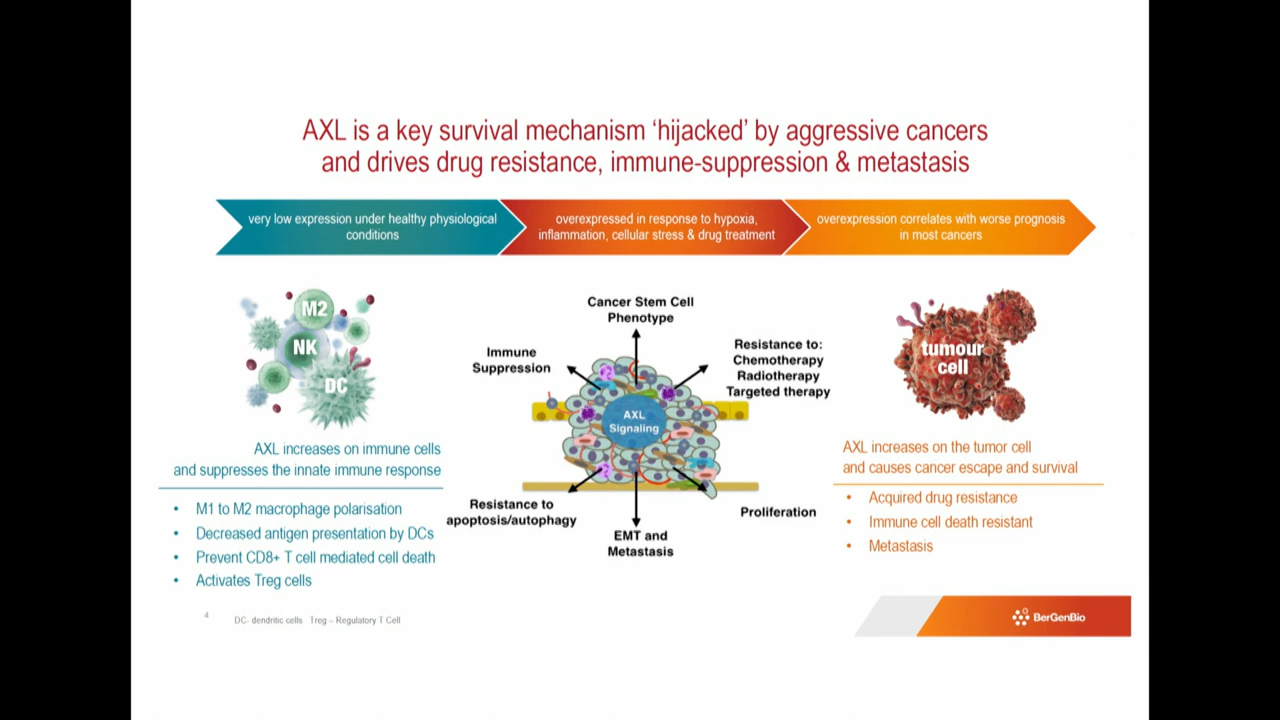 AXL is a key survival mechanism ‘hijacked’ by aggressive cancers
and drives drug resistance, immune-suppression & metastasis
very low expression under healthy physiological
conditions
overexpressed in response to hypoxia,
inflammation, cellular stress & drug treatment
overexpression correlates with worse prognosis
in most cancers
M2
NK
DC
AXL increases on immune cells
and suppresses the innate immune response
• M1 to M2 macrophage polarisation
• Decreased antigen presentation by DCs
• Prevent CD8+ T cell mediated cell death
• Activates Treg cells
Cancer Stem Cell
Phenotype
Immune
Suppression
Resistance to:
Chemotherapy
Radiotherapy
Targeted therapy
AXL
Signaling
Resistance to
apoptosis/autophagy
EMT and
Metastasis
Proliferation
tumour
cell
AXL increases on the tumor cell
and causes cancer escape and survival
• Acquired drug resistance
• Immune cell death resistant
• Metastasis
4
DC- dendritic cells Treg – Regulatory T Cell
BerGenBio